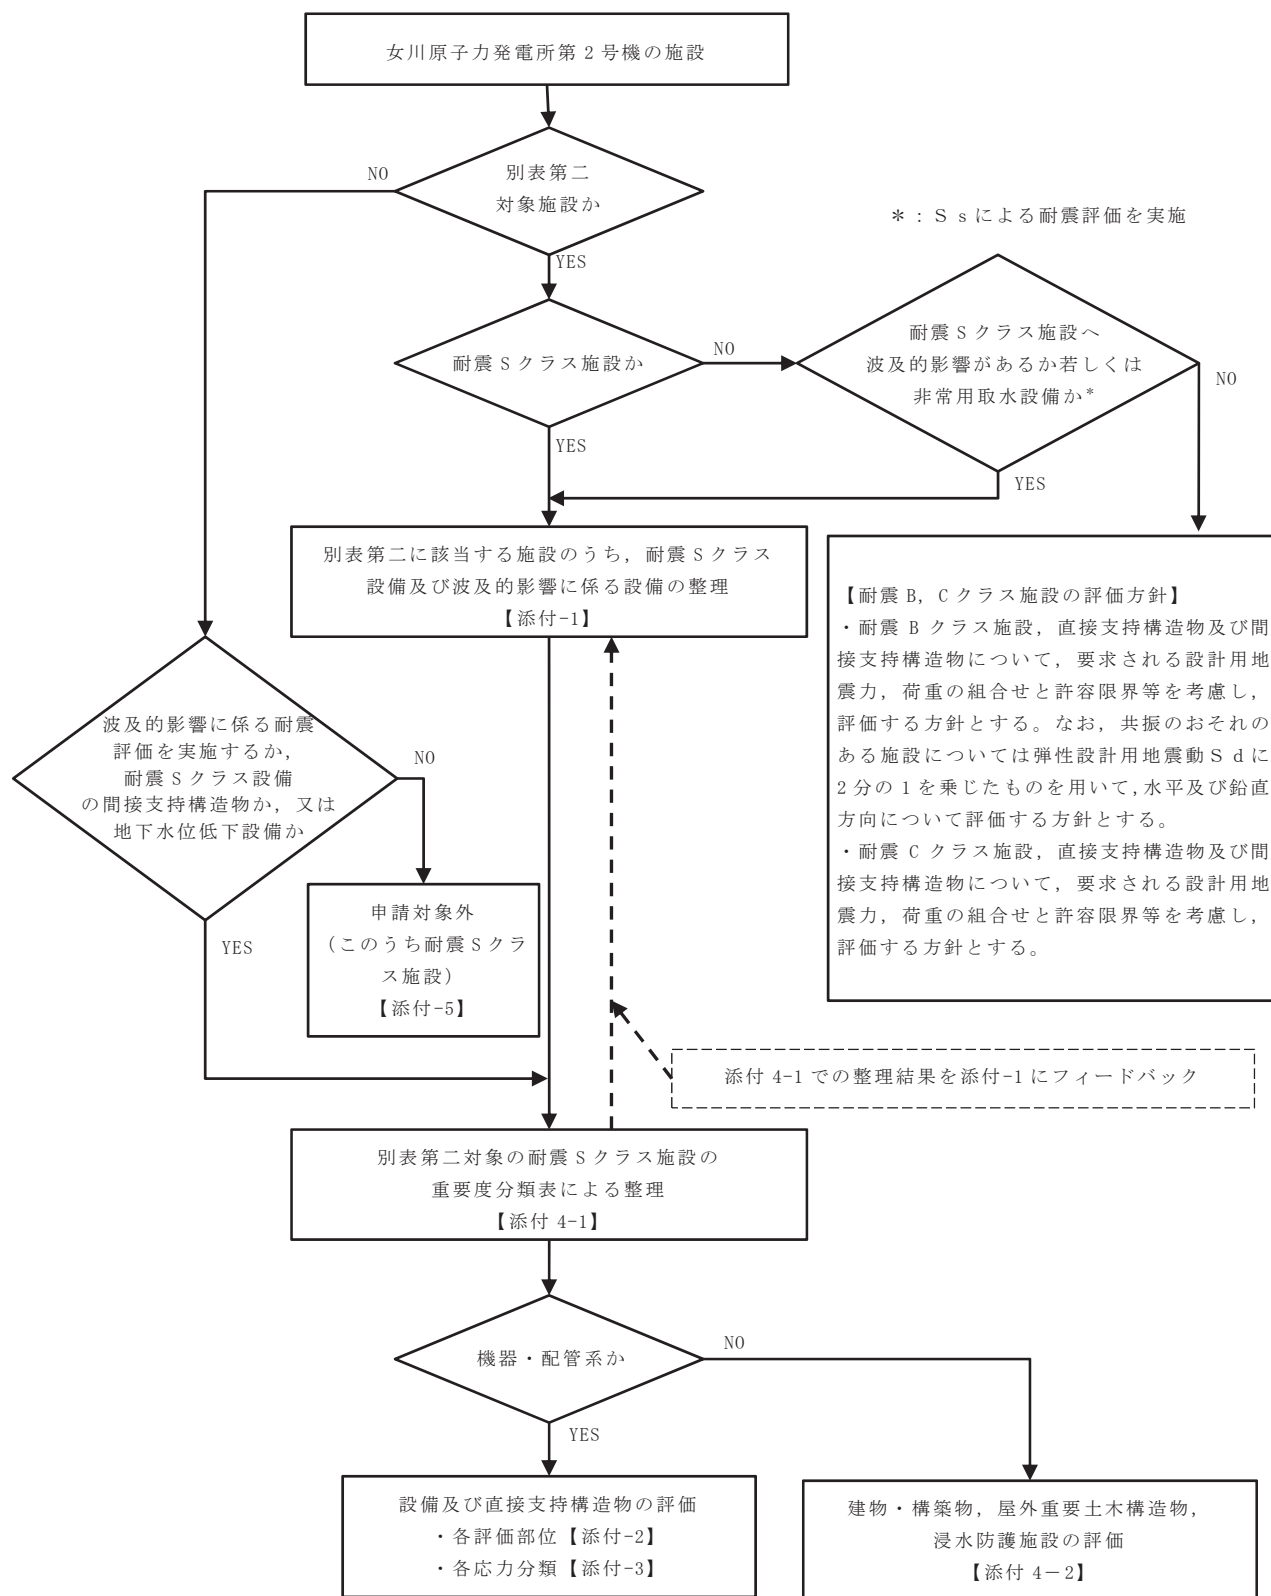 女川原子力発電所第２号機の施設
別表第二
対象施設か
NO
YES
＊：Ｓｓによる耐震評価を実施
耐震Ｓクラス施設か
NO
YES
耐震Ｓクラス施設へ
波及的影響があるか若しくは
非常用取水設備か*
NO
YES
別表第二に該当する施設のうち，耐震Ｓクラス
設備及び波及的影響に係る設備の整理
【添付-1】
【耐震 B，C クラス施設の評価方針】
・耐震 B クラス施設，直接支持構造物及び間
接支持構造物について，要求される設計用地
震力，荷重の組合せと許容限界等を考慮し，
評価する方針とする。なお，共振のおそれの
ある施設については弾性設計用地震動Ｓｄに
2 分の 1 を乗じたものを用いて，水平及び鉛直
方向について評価する方針とする。
・耐震 C クラス施設，直接支持構造物及び間
接支持構造物について，要求される設計用地
震力，荷重の組合せと許容限界等を考慮し，
評価する方針とする。
波及的影響に係る耐震
評価を実施するか，
耐震Ｓクラス設備
の間接支持構造物か，又は
地下水位低下設備か
NO
YES
申請対象外
（このうち耐震Ｓクラ
ス施設）
【添付-5】
添付 4-1 での整理結果を添付-1 にフィードバック
別表第二対象の耐震Ｓクラス施設の
重要度分類表による整理
【添付 4-1】
機器・配管系か
NO
YES
設備及び直接支持構造物の評価
・各評価部位【添付-2】
・各応力分類【添付-3】
建物・構築物，屋外重要土木構造物，
浸水防護施設の評価
【添付 4－2】